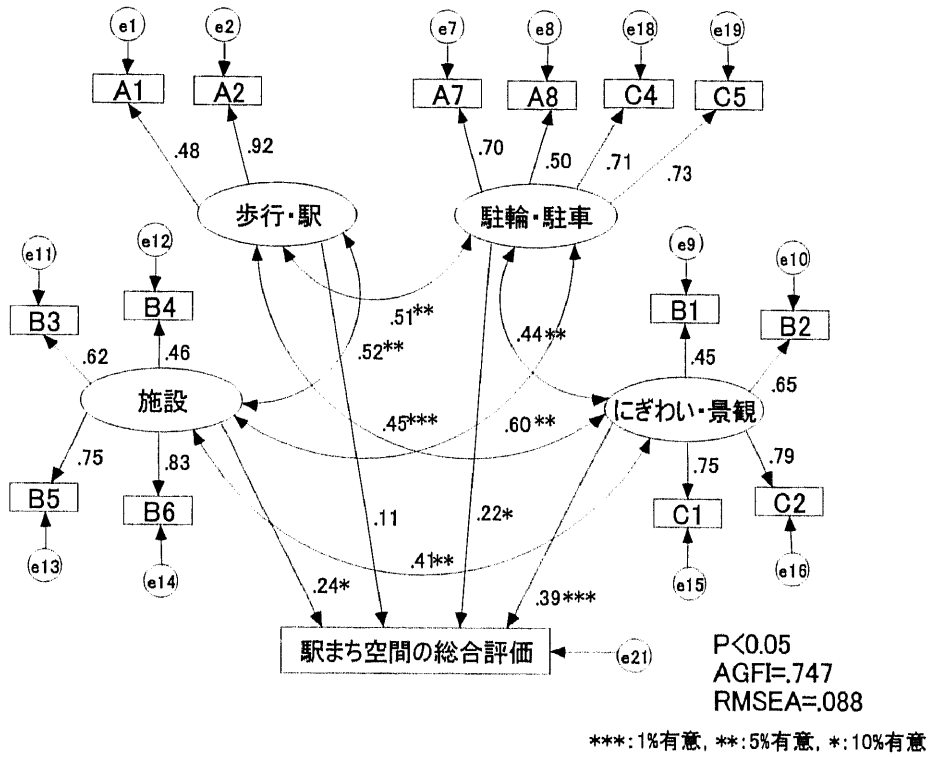 e1
e2
e7
e8
e18
e19
A1
A2
A7
A8
C4
C5
.48
.92
.70
.50
.71
.73
歩行・駅
駐輪・駐車
e11
e12
e9
e10
B3
B4
B1
B2
.51**
.52**
.44**
.62
.46
.45
.65
施設
にぎわい・景観
.45***
.60**
.75
.83
.75
.79
B5
B6
C1
C2
.11
.22*
.41**
e13
e14
e15
e16
.24*
.39***
駅まち空間の総合評価
e21
P<0.05
AGFI=.747
RMSEA=.088
***:1%有意, **:5%有意, *:10%有意